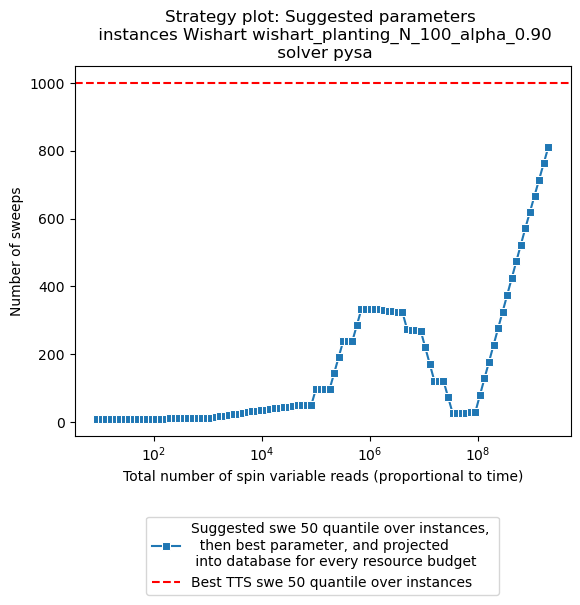 Strategy plot: Suggested parameters
instances Wishart wishart_planting_N_100_alpha_0.90
solver pysa
1000
800
600
400
200
0
Number of sweeps
10^2
10^4
10^6
10^8
Total number of spin variable reads (proportional to time)
Suggested swe 50 quantile over instances,
then best parameter, and projected
into database for every resource budget
Best TTS swe 50 quantile over instances